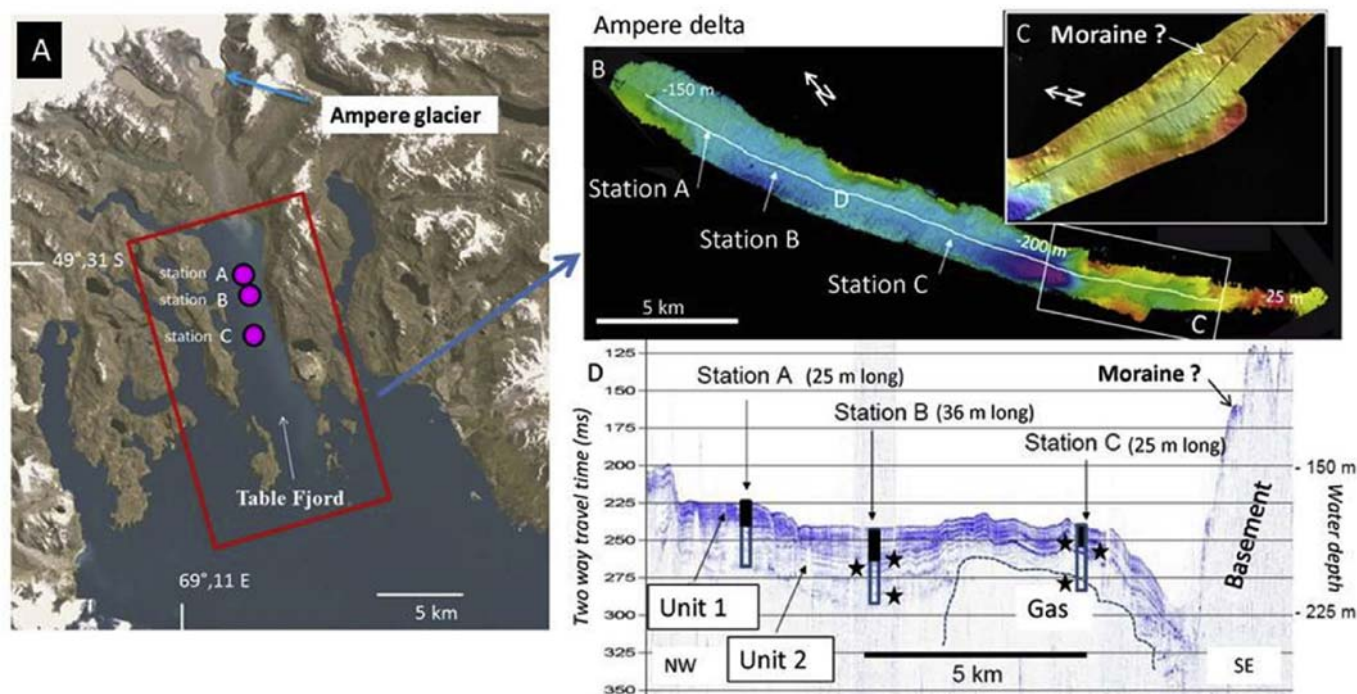 A
Ampere glacier
49°,31 S
station A
station B
station C
Table Fjord
69°,11 E
5 km
Ampere delta
B
-150 m
N
Station A
Station B
D
Station C
-200 m
5 km
C
-25 m
C
Moraine ?
N
D
Two way travel time (ms)
125
150
175
200
225
250
275
300
325
350
Station A (25 m long)
Station B (36 m long)
Station C (25 m long)
Moraine ?
Unit 1
Unit 2
Gas
Basement
NW
5 km
SE
- 150 m
Water depth
- 225 m